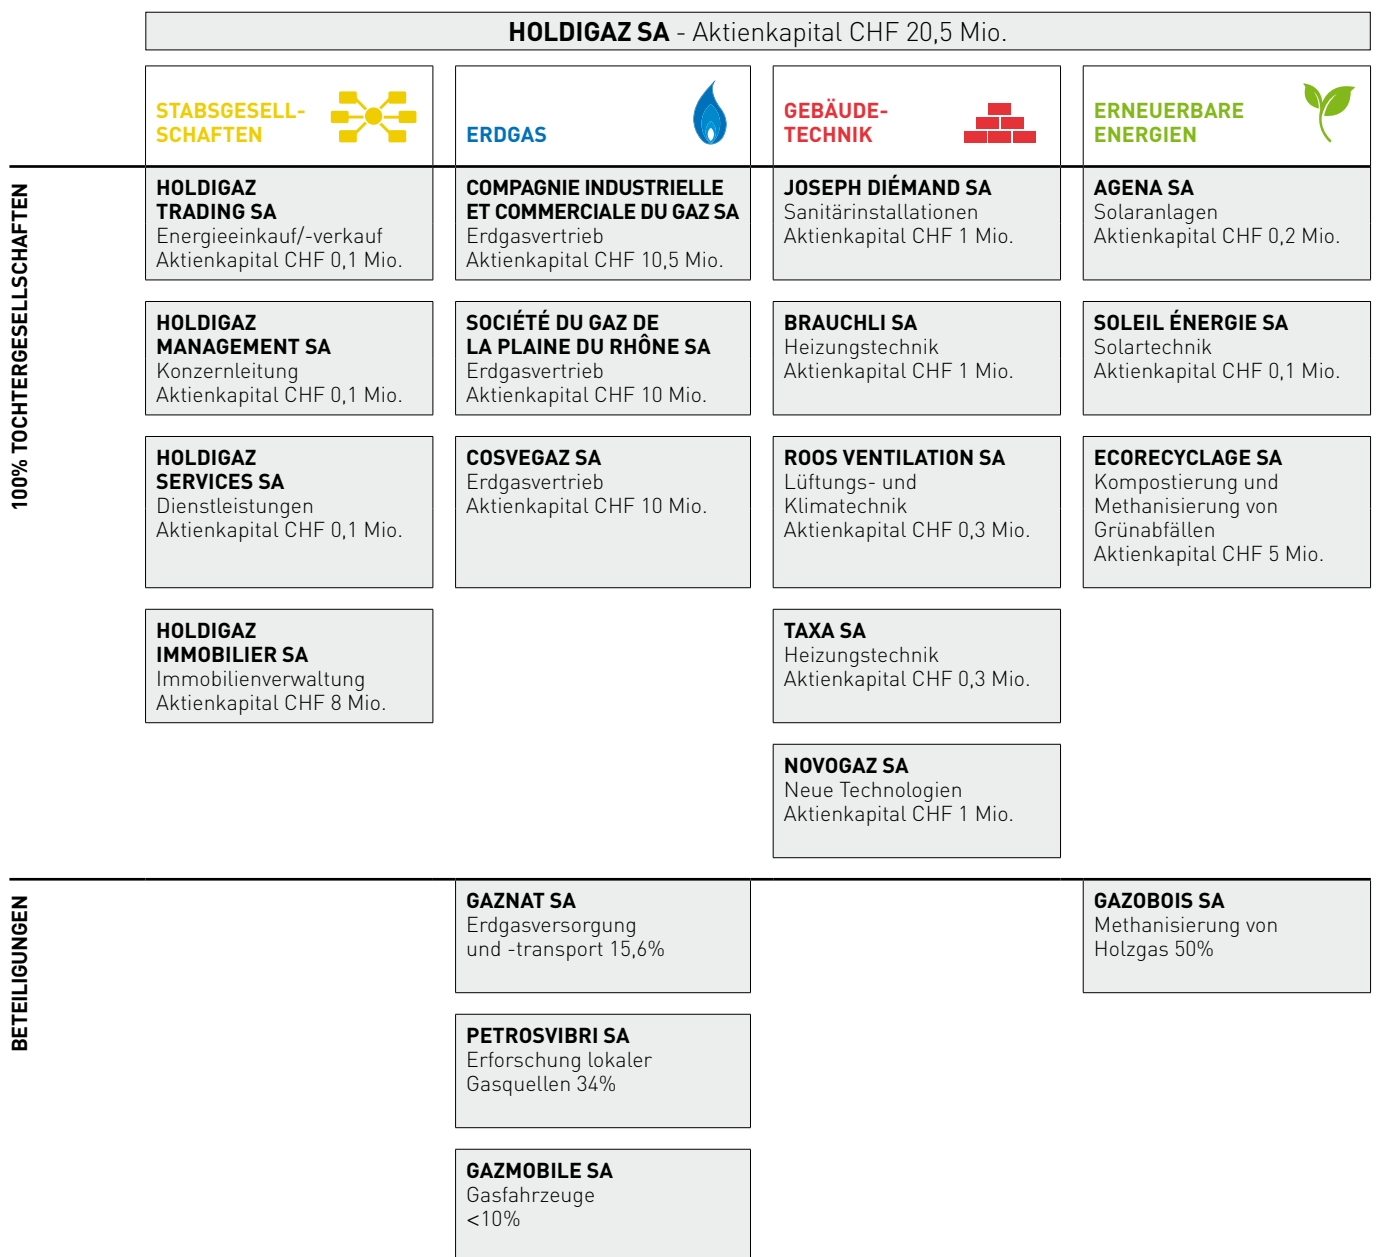 HOLDIGAZ SA - Aktienkapital CHF 20,5 Mio.
STABSGESELL-
SCHAFTEN
ERDGAS
GEBÄUDE-
TECHNIK
ERNEUERBARE
ENERGIEN
100% TOCHTERGESELLSCHAFTEN
HOLDIGAZ
TRADING SA
Energieeinkauf/-verkauf
Aktienkapital CHF 0,1 Mio.
COMPAGNIE INDUSTRIELLE
ET COMMERCIALE DU GAZ SA
Erdgasvertrieb
Aktienkapital CHF 10,5 Mio.
JOSEPH DIÉMAND SA
Sanitärinstallationen
Aktienkapital CHF 1 Mio.
AGENA SA
Solaranlagen
Aktienkapital CHF 0,2 Mio.
HOLDIGAZ
MANAGEMENT SA
Konzernleitung
Aktienkapital CHF 0,1 Mio.
SOCIÉTÉ DU GAZ DE
LA PLAINE DU RHÔNE SA
Erdgasvertrieb
Aktienkapital CHF 10 Mio.
BRAUCHLI SA
Heizungstechnik
Aktienkapital CHF 1 Mio.
SOLEIL ÉNERGIE SA
Solartechnik
Aktienkapital CHF 0,1 Mio.
HOLDIGAZ
SERVICES SA
Dienstleistungen
Aktienkapital CHF 0,1 Mio.
COSVEGAZ SA
Erdgasvertrieb
Aktienkapital CHF 10 Mio.
ROOS VENTILATION SA
Lüftungs- und
Klimatechnik
Aktienkapital CHF 0,3 Mio.
ECORECYCLAGE SA
Kompostierung und
Methanisierung von
Grünabfällen
Aktienkapital CHF 5 Mio.
HOLDIGAZ
IMMOBILIER SA
Immobilienverwaltung
Aktienkapital CHF 8 Mio.
TAXA SA
Heizungstechnik
Aktienkapital CHF 0,3 Mio.
NOVOGAZ SA
Neue Technologien
Aktienkapital CHF 1 Mio.
BETEILIGUNGEN
GAZNAT SA
Erdgasversorgung
und -transport 15,6%
GAZOBOIS SA
Methanisierung von
Holzgas 50%
PETROSVIBRI SA
Erforschung lokaler
Gasquellen 34%
GAZMOBILE SA
Gasfahrzeuge
<10%